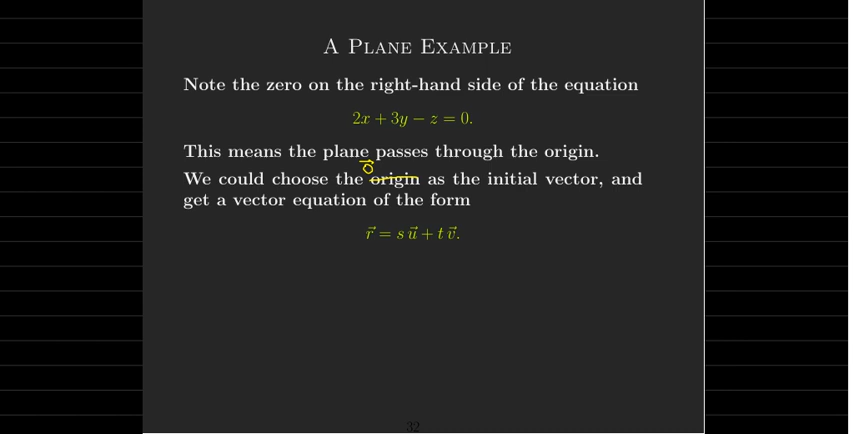 A PLANE EXAMPLE
Note the zero on the right-hand side of the equation
2x + 3y − z = 0.
This means the plane passes through the origin.
0⃗
We could choose the origin as the initial vector, and
get a vector equation of the form
r⃗ = s u⃗ + t v⃗.
32